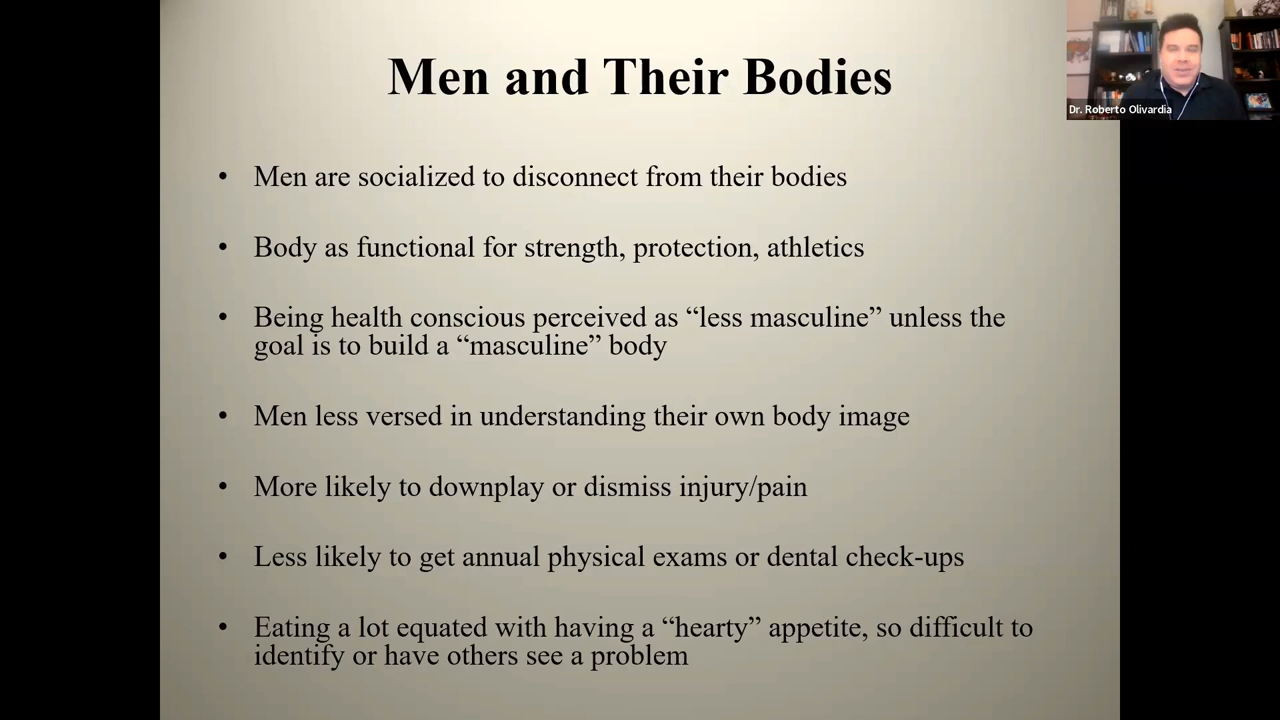 Men and Their Bodies
Dr. Roberto Olivardia
• Men are socialized to disconnect from their bodies
• Body as functional for strength, protection, athletics
• Being health conscious perceived as “less masculine” unless the
goal is to build a “masculine” body
• Men less versed in understanding their own body image
• More likely to downplay or dismiss injury/pain
• Less likely to get annual physical exams or dental check-ups
• Eating a lot equated with having a “hearty” appetite, so difficult to
identify or have others see a problem